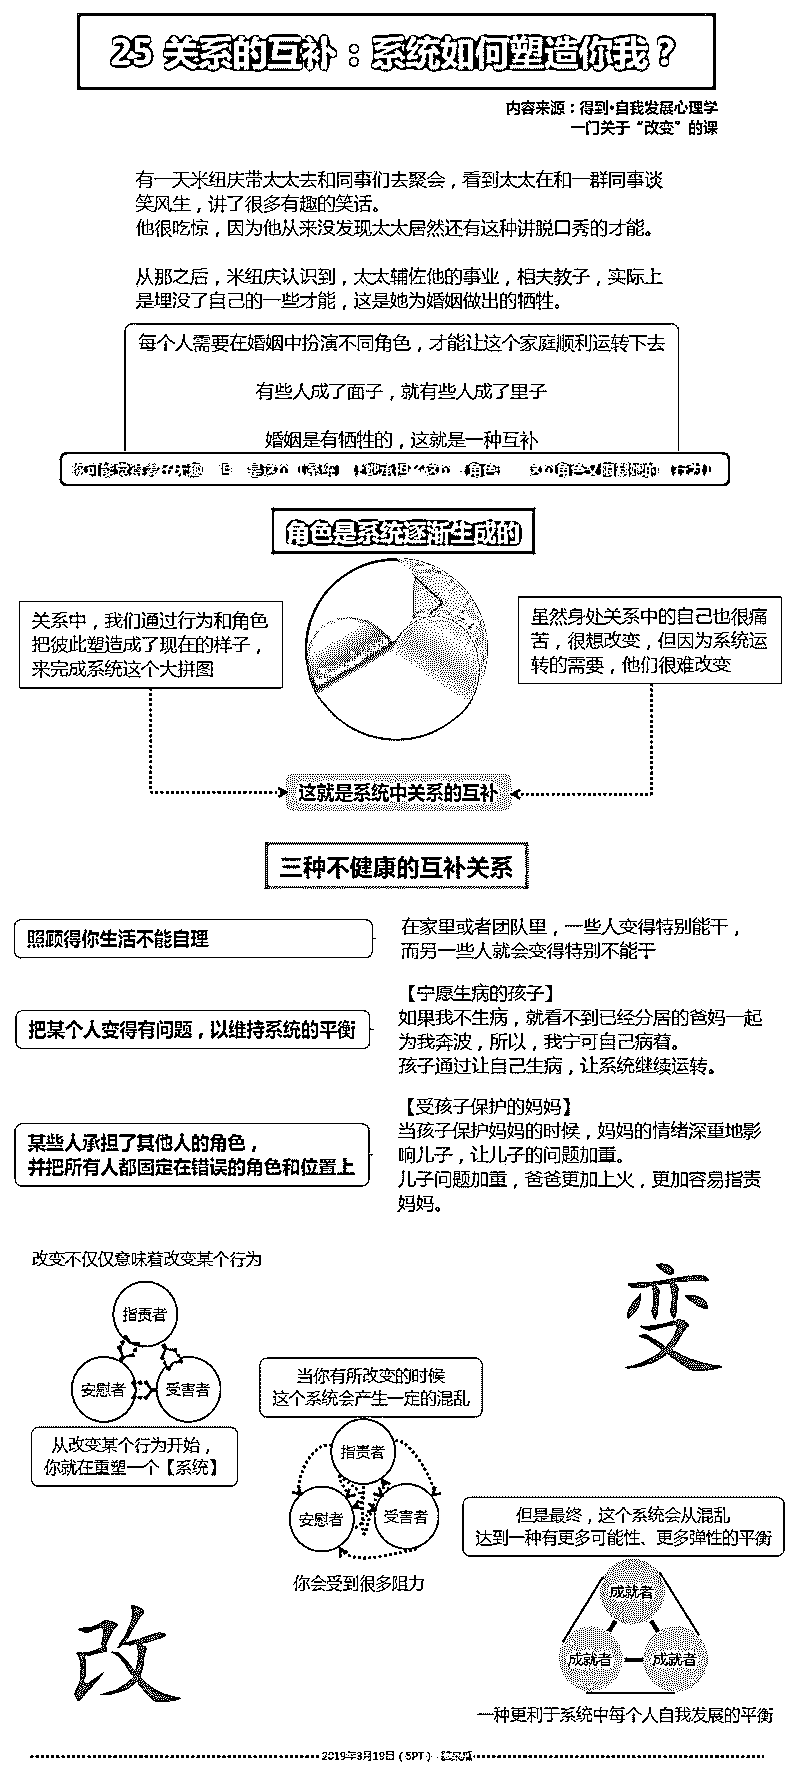 25 关系的互补：系统如何塑造你我？
内容来源：得到·自我发展心理学
一门关于“改变”的课
有一天米纽庆带太太去和同事们去聚会，看到太太在和一群同事谈
笑风生，讲了很多有趣的笑话。
他很吃惊，因为他从来没发现太太居然还有这种讲脱口秀的才能。
从那之后，米纽庆认识到，太太辅佐他的事业，相夫教子，实际上
是埋没了自己的一些才能，这是她为婚姻做出的牺牲。
每个人需要在婚姻中扮演不同角色，才能让这个家庭顺利运转下去
有些人成了面子，就有些人成了里子
婚姻是有牺牲的，这就是一种互补
角色是系统逐渐生成的
关系中，我们通过行为和角色
把彼此塑造成了现在的样子，
来完成系统这个大拼图
虽然身处关系中的自己也很痛
苦，很想改变，但因为系统运
转的需要，他们很难改变
这就是系统中关系的互补
三种不健康的互补关系
照顾得你生活不能自理
在家里或者团队里，一些人变得特别能干，
而另一些人就会变得特别不能干
把某个人变得有问题，以维持系统的平衡
【宁愿生病的孩子】
如果我不生病，就看不到已经分居的爸妈一起
为我奔波，所以，我宁可自己病着。
孩子通过让自己生病，让系统继续运转。
某些人承担了其他人的角色，
并把所有人都固定在错误的角色和位置上
【受孩子保护的妈妈】
当孩子保护妈妈的时候，妈妈的情绪深重地影
响儿子，让儿子的问题加重。
儿子问题加重，爸爸更加上火，更加容易指责
妈妈。
改变不仅仅意味着改变某个行为
指责者
安慰者
受害者
从改变某个行为开始，
你就在重塑一个【系统】
变
当你有所改变的时候
这个系统会产生一定的混乱
指责者
安慰者
受害者
你会受到很多阻力
但是最终，这个系统会从混乱
达到一种有更多可能性、更多弹性的平衡
成就者
成就者
成就者
一种更利于系统中每个人自我发展的平衡
改
2019年3月19日（SPT）